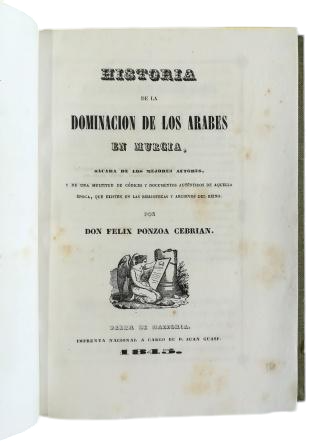 HISTORIA
DE LA
DOMINACION DE LOS ARABES
EN MURCIA,
SACADA DE LOS MEJORES AUTORES,
Y DE UNA MULTITUD DE CÓDICES Y DOCUMENTOS AUTÉNTICOS DE AQUELLA
ÉPOCA, QUE EXISTEN EN LAS BIBLIOTECAS Y ARCHIVOS DEL REINO.
POR
DON FELIX PONZOA CEBRIAN.
PALMA DE MALLORCA.
IMPRENTA NACIONAL A CARGO DE D. JUAN GUASP.
1845.